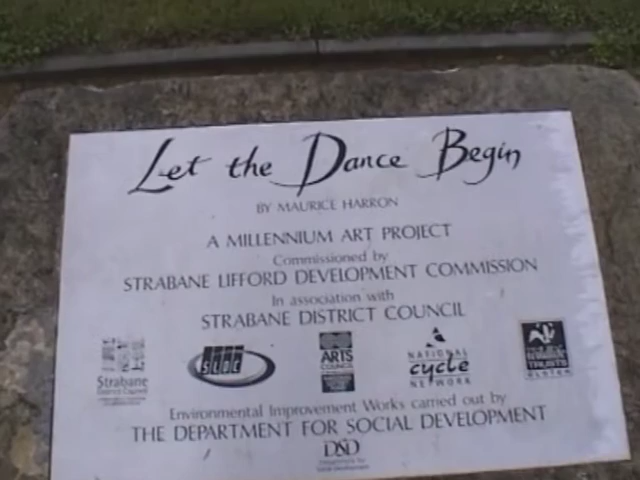 Let the Dance Begin
BY MAURICE HARRON
A MILLENNIUM ART PROJECT
Commissioned by
STRABANE LIFFORD DEVELOPMENT COMMISSION
In association with
STRABANE DISTRICT COUNCIL
Strabane
District Council
SLDC
ARTS
COUNCIL
NATIONAL
cycle
NETWORK
TRUSTS
ULSTER
Environmental Improvement Works carried out by
THE DEPARTMENT FOR SOCIAL DEVELOPMENT
DSD